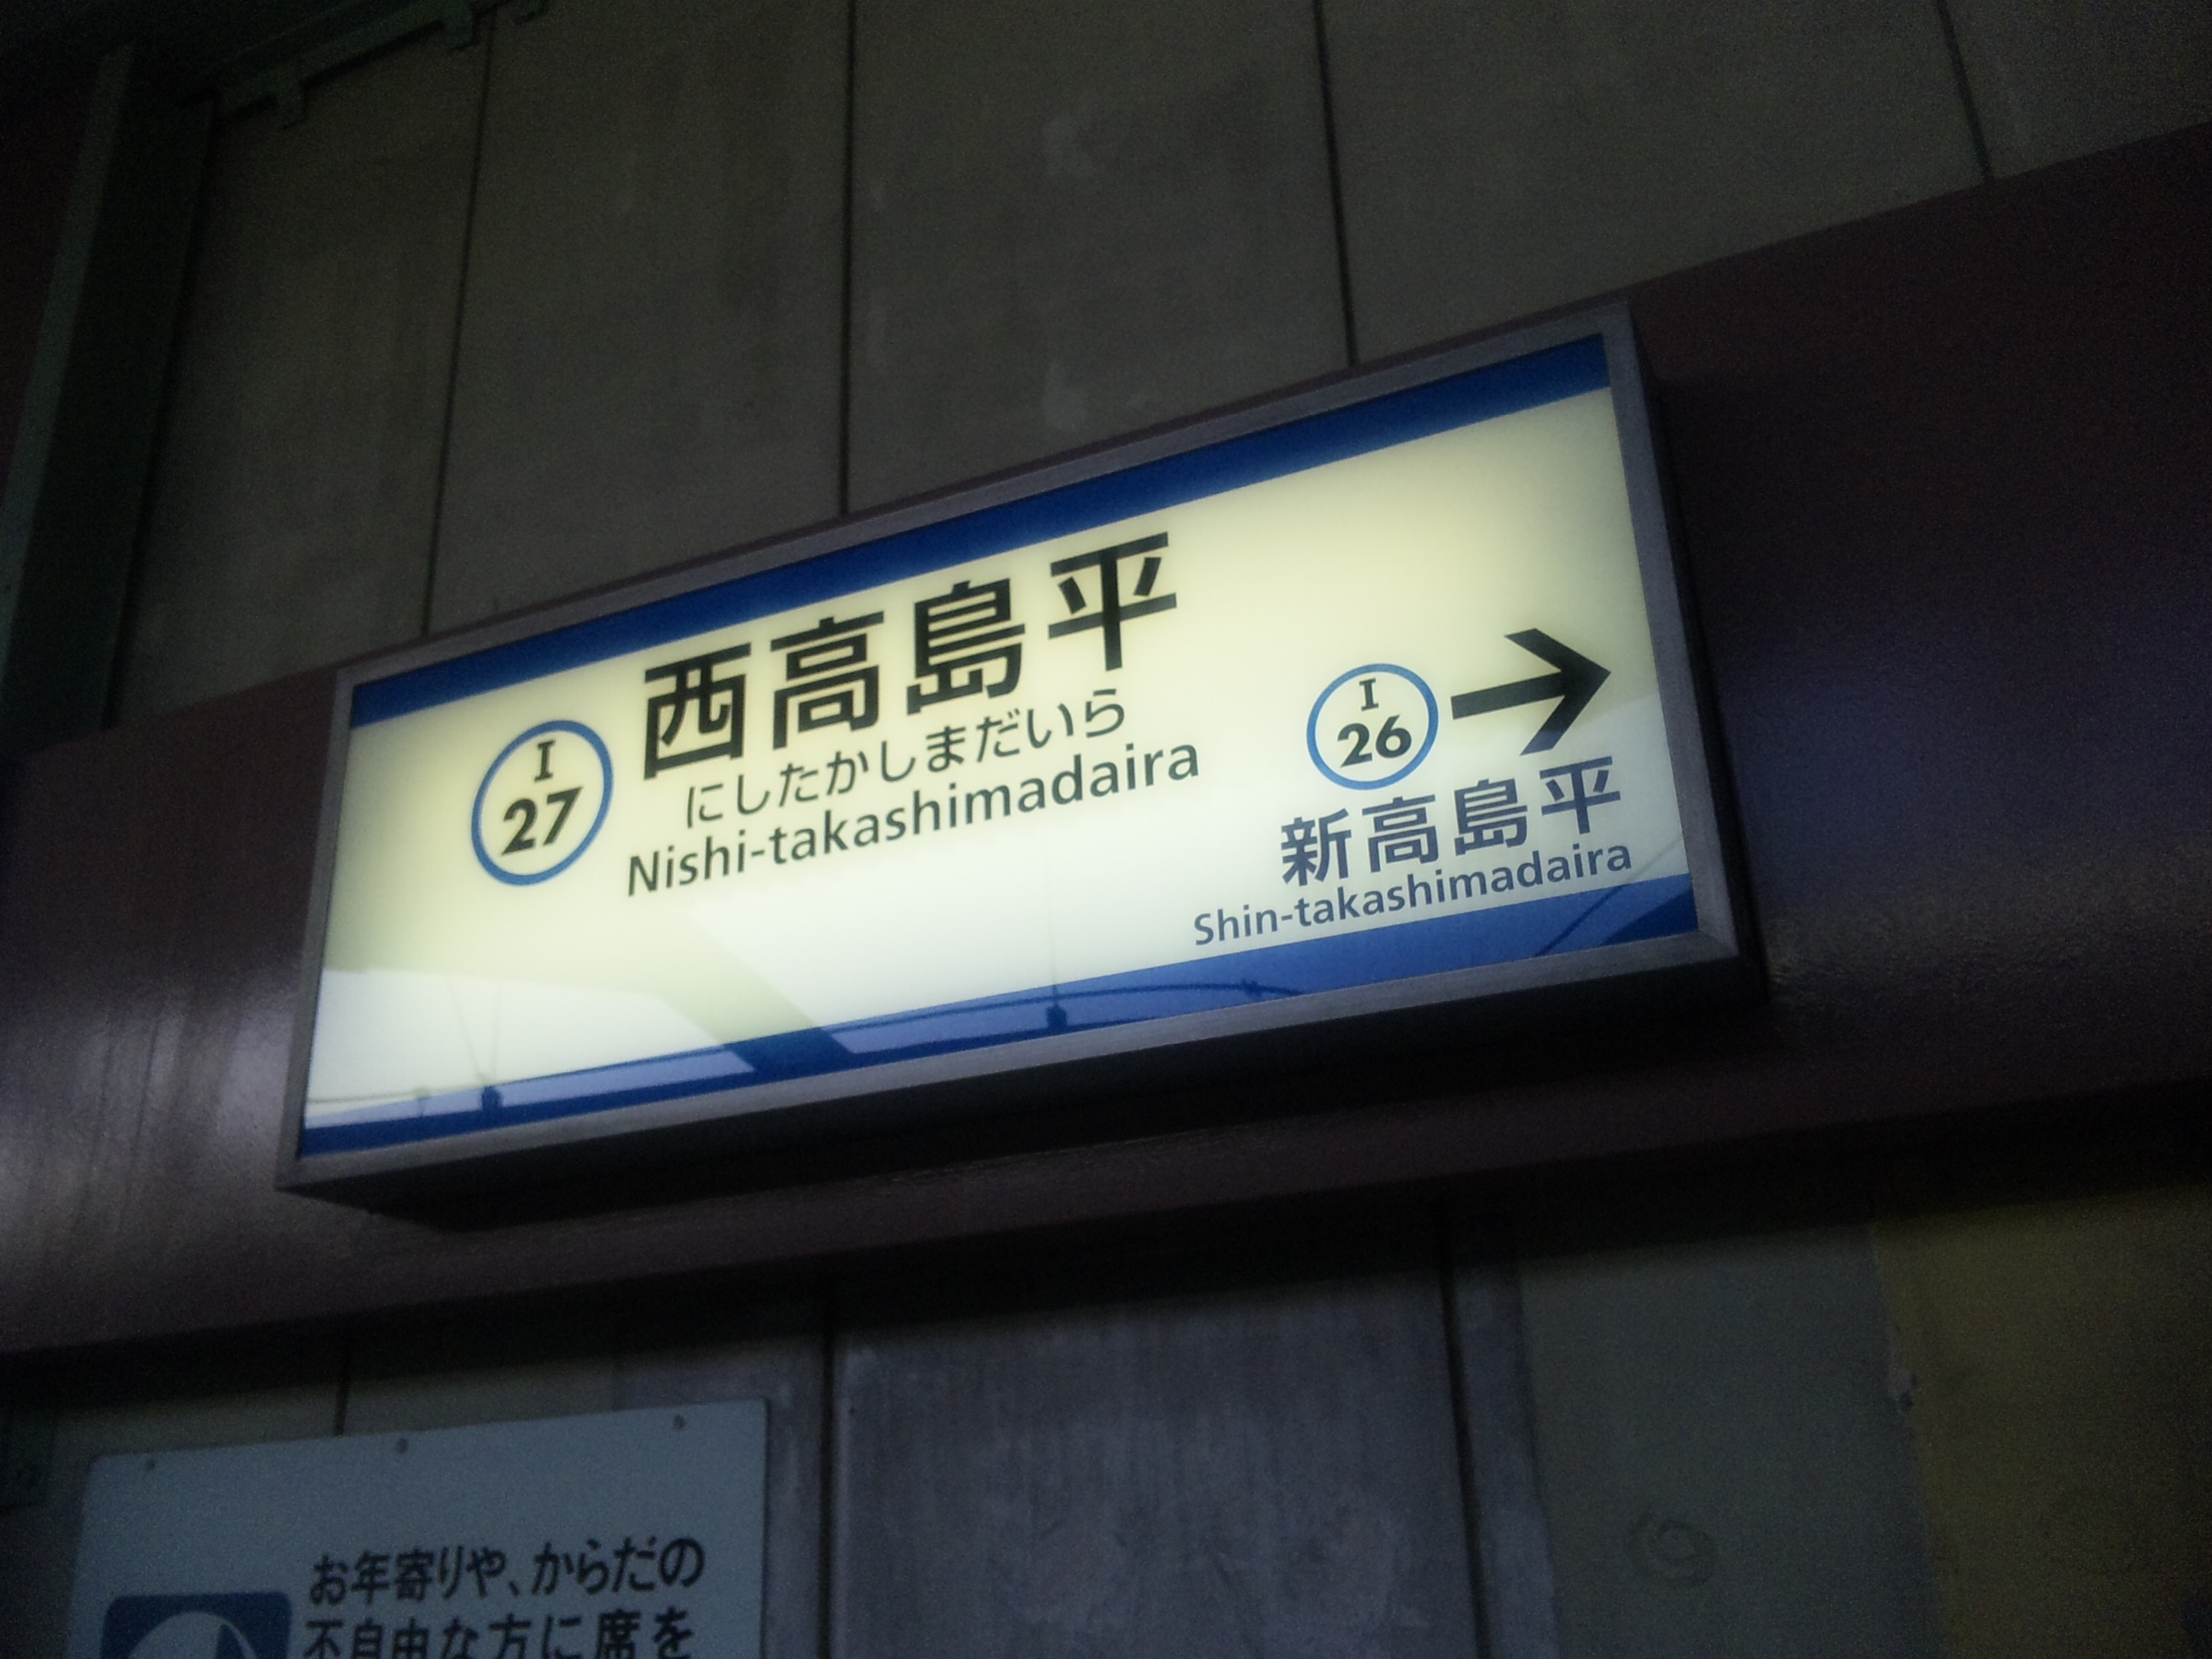 I
27
西高島平
にしたかしまだいら
Nishi-takashimadaira
I
26
新高島平
Shin-takashimadaira
お年寄りや、からだの
不自由な方に席を